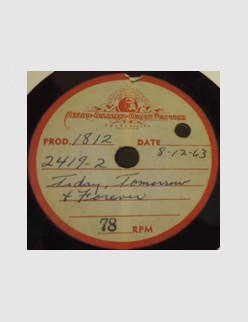 METRO-GOLDWYN-MAYER PICTURES
PROD. 1812 DATE 8-12-63
2419-2
Today, Tomorrow
& Forever
78 RPM